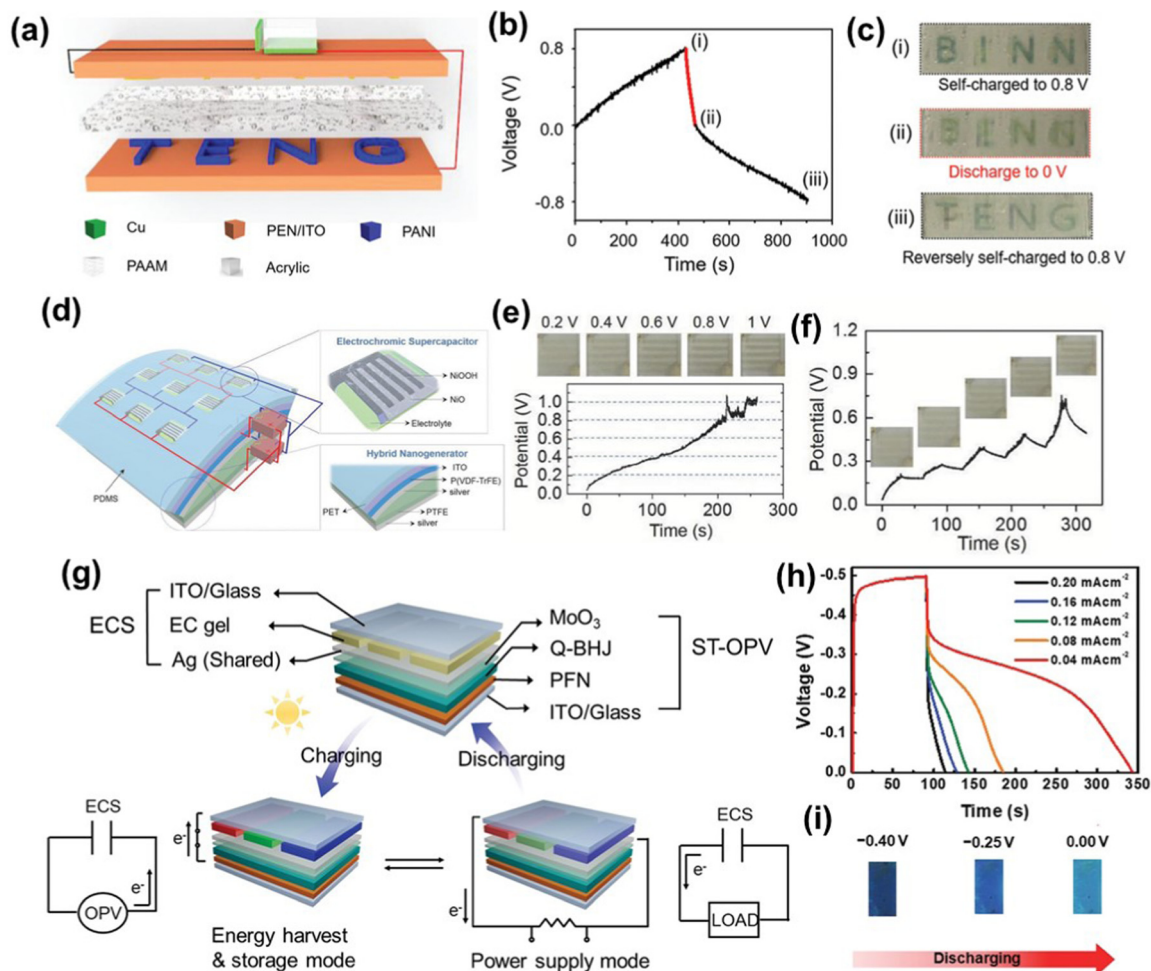 (a)
T E N G
Cu
PEN/ITO
PANI
PAAM
Acrylic
(b)
Voltage (V)
0.8
0.0
-0.8
(i)
(ii)
(iii)
0 200 400 600 800 1000
Time (s)
(c)
(i)
B I N N
Self-charged to 0.8 V
(ii)
Discharge to 0 V
(iii)
T E N G
Reversely self-charged to 0.8 V
(d)
Electrochromic Supercapacitor
NiOOH
NiO
Electrolyte
Hybrid Nanogenerator
ITO
P(VDF-TrFE)
silver
PET
PTFE
silver
PDMS
(e)
0.2 V 0.4 V 0.6 V 0.8 V 1 V
Potential (V)
1.0
0.8
0.6
0.4
0.2
0.0
0 50 100 150 200 250 300
Time (s)
(f)
Potential (V)
1.2
0.9
0.6
0.3
0.0
0 100 200 300
Time (s)
(g)
ECS
ITO/Glass
EC gel
Ag (Shared)
MoO₃
Q-BHJ
PFN
ITO/Glass
ST-OPV
Charging
Discharging
ECS
e⁻
OPV
e⁻
Energy harvest
& storage mode
e⁻
Power supply mode
ECS
e⁻
LOAD
(h)
Voltage (V)
-0.5
-0.4
-0.3
-0.2
-0.1
0.0
0.20 mAcm⁻²
0.16 mAcm⁻²
0.12 mAcm⁻²
0.08 mAcm⁻²
0.04 mAcm⁻²
0 50 100 150 200 250 300 350
Time (s)
(i)
−0.40 V −0.25 V 0.00 V
Discharging